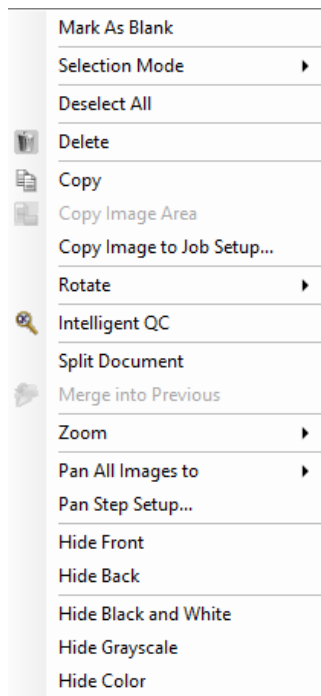 Mark As Blank
Selection Mode
Deselect All
Delete
Copy
Copy Image Area
Copy Image to Job Setup...
Rotate
Intelligent QC
Split Document
Merge into Previous
Zoom
Pan All Images to
Pan Step Setup...
Hide Front
Hide Back
Hide Black and White
Hide Grayscale
Hide Color